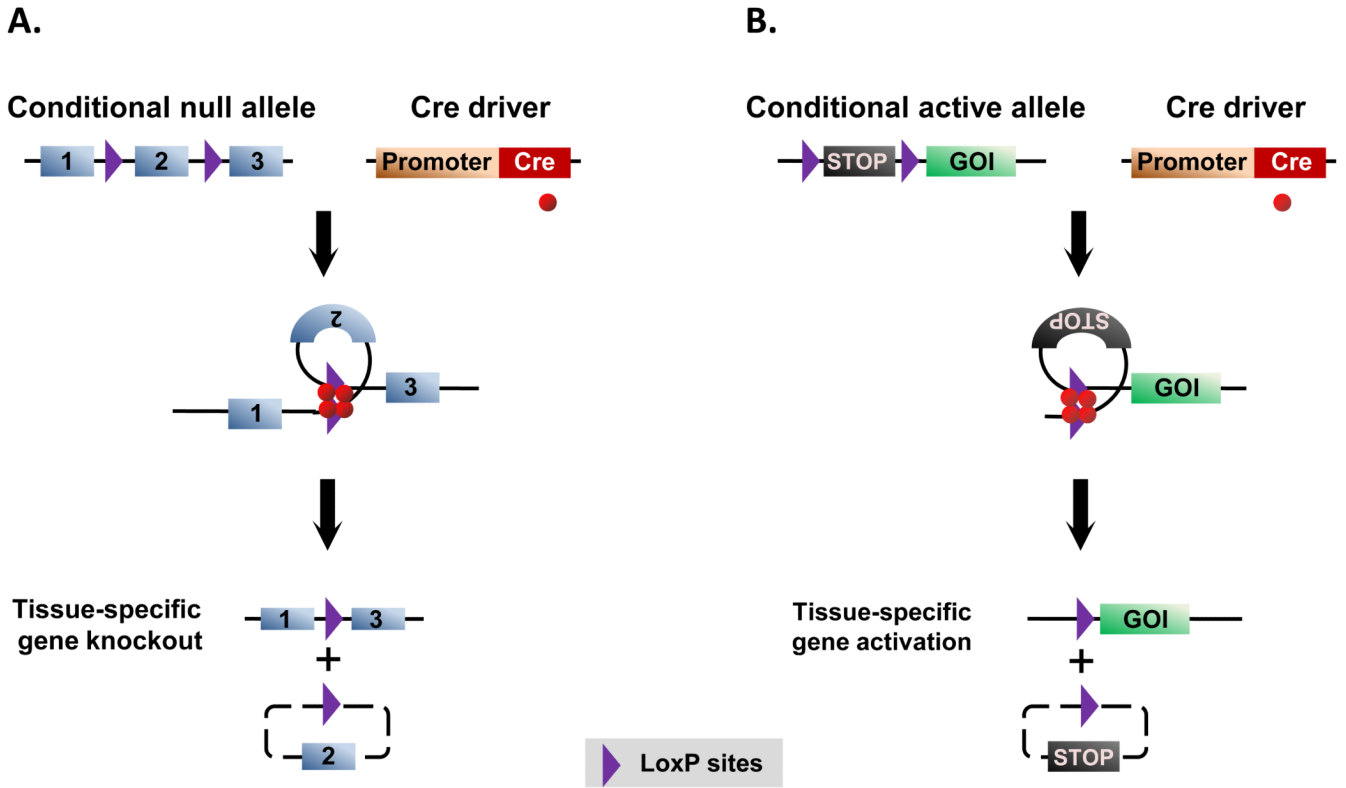 A.
Conditional null allele
Cre driver
1
2
3
Promoter
Cre
2
1
3
Tissue-specific
gene knockout
1
3
+
2
B.
Conditional active allele
Cre driver
STOP
GOI
Promoter
Cre
STOP
GOI
Tissue-specific
gene activation
GOI
+
STOP
LoxP sites